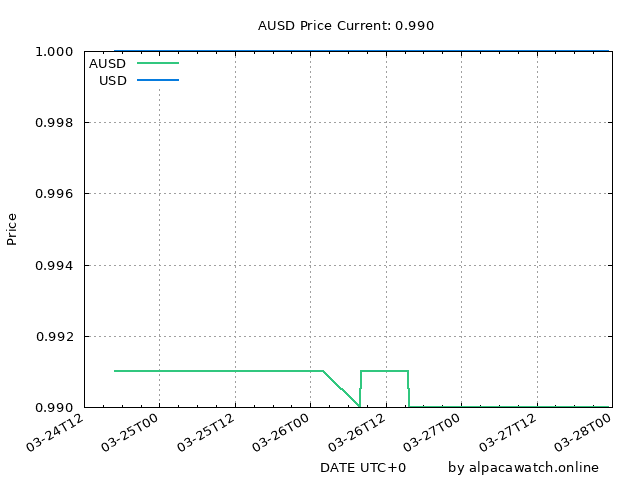 AUSD Price Current: 0.990
1.000
AUSD
USD
0.998
0.996
Price
0.994
0.992
0.990
03-24T12
03-25T00
03-25T12
03-26T00
03-26T12
03-27T00
03-27T12
03-28T00
DATE UTC+0
by alpacawatch.online